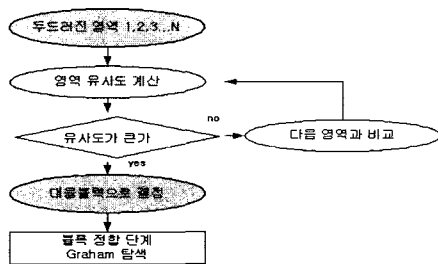 두드러진 영역 1,2,3...N
영역 유사도 계산
유사도가 큰가
no
다음 영역과 비교
yes
대응블럭으로 결정
블록 정합 단계
Graham 탐색